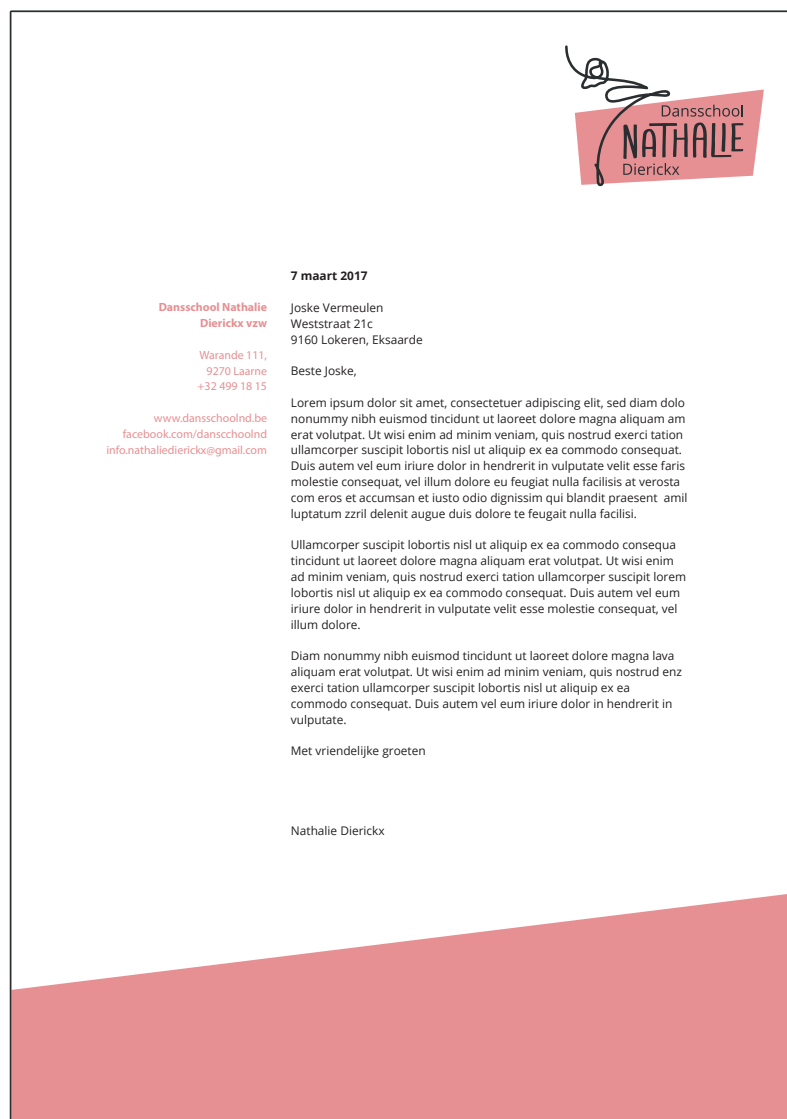 Dansschool
NATHALIE
Dierickx
7 maart 2017
Dansschool Nathalie
Dierickx vzw
Warande 111,
9270 Laarne
+32 499 18 15
www.dansschoolnd.be
facebook.com/danscchoolnd
info.nathaliedierickx@gmail.com
Joske Vermeulen
Weststraat 21c
9160 Lokeren, Eksaarde
Beste Joske,
Lorem ipsum dolor sit amet, consectetuer adipiscing elit, sed diam dolo
nonummy nibh euismod tincidunt ut laoreet dolore magna aliquam am
erat volutpat. Ut wisi enim ad minim veniam, quis nostrud exerci tation
ullamcorper suscipit lobortis nisl ut aliquip ex ea commodo consequat.
Duis autem vel eum iriure dolor in hendrerit in vulputate velit esse faris
molestie consequat, vel illum dolore eu feugiat nulla facilisis at verosta
com eros et accumsan et iusto odio dignissim qui blandit praesent  amil
luptatum zzril delenit augue duis dolore te feugait nulla facilisi.
Ullamcorper suscipit lobortis nisl ut aliquip ex ea commodo consequa
tincidunt ut laoreet dolore magna aliquam erat volutpat. Ut wisi enim
ad minim veniam, quis nostrud exerci tation ullamcorper suscipit lorem
lobortis nisl ut aliquip ex ea commodo consequat. Duis autem vel eum
iriure dolor in hendrerit in vulputate velit esse molestie consequat, vel
illum dolore.
Diam nonummy nibh euismod tincidunt ut laoreet dolore magna lava
aliquam erat volutpat. Ut wisi enim ad minim veniam, quis nostrud enz
exerci tation ullamcorper suscipit lobortis nisl ut aliquip ex ea
commodo consequat. Duis autem vel eum iriure dolor in hendrerit in
vulputate.
Met vriendelijke groeten
Nathalie Dierickx